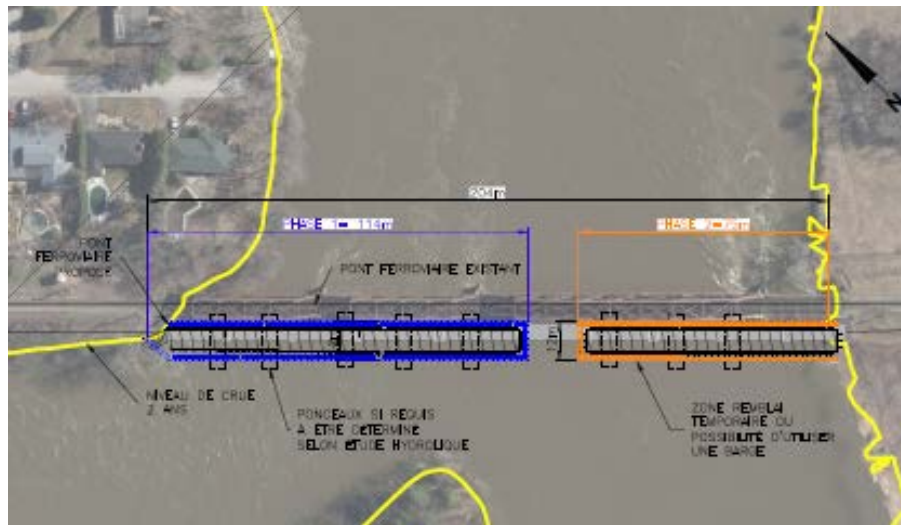 204m
PHASE 1= 114m
PHASE 2=
PONT
FERROVIAIRE
PROPOSÉ
PONT FERROVIAIRE EXISTANT
N
NIVEAU DE CRUE
2 ANS
PONCEAUX SI REQUIS
À ÊTRE DÉTERMINÉ
SELON ÉTUDE HYDROLIQUE
ZONE REMBLAI
TEMPORAIRE OU
POSSIBILITÉ D'UTILISER
UNE BARGE